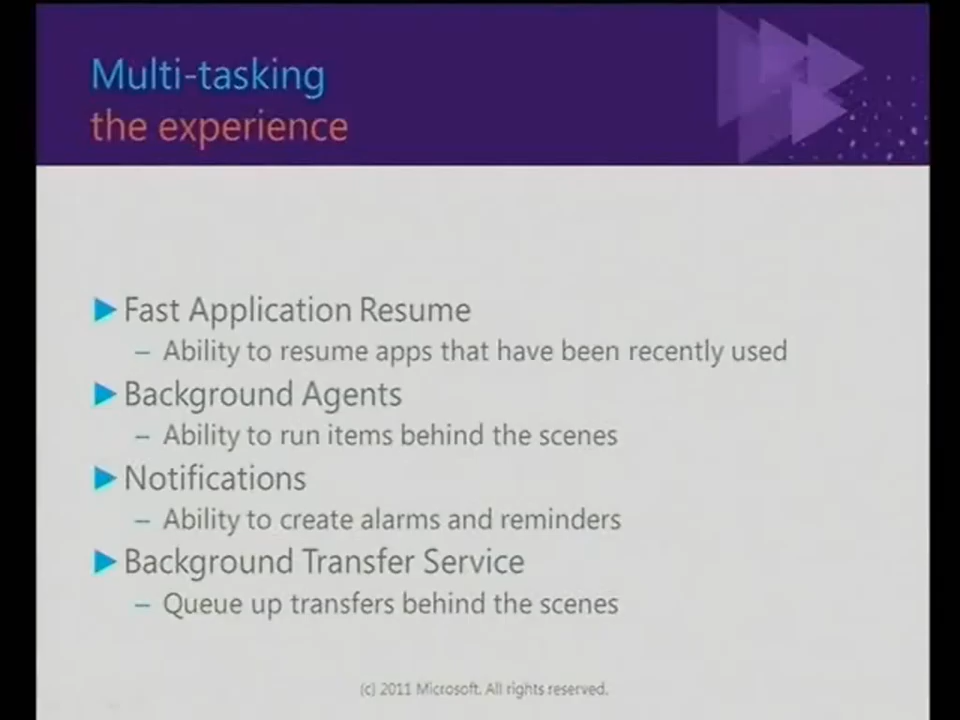 Multi-tasking
the experience
Fast Application Resume
– Ability to resume apps that have been recently used
Background Agents
– Ability to run items behind the scenes
Notifications
– Ability to create alarms and reminders
Background Transfer Service
– Queue up transfers behind the scenes
(c) 2011 Microsoft. All rights reserved.